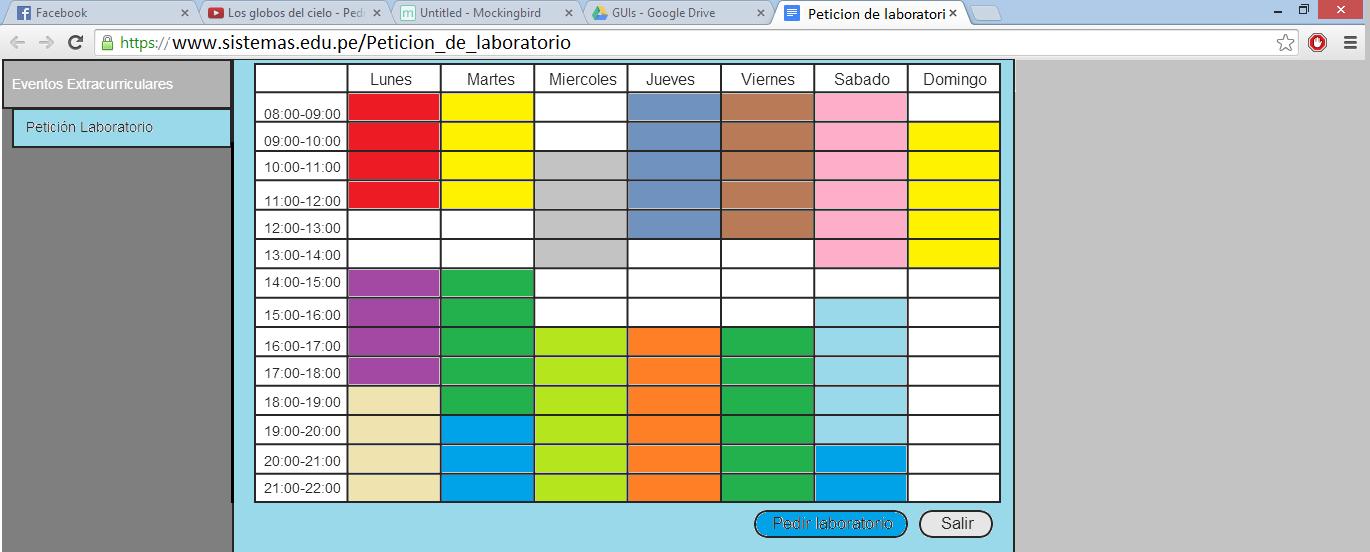 Facebook
Los globos del cielo - Pedr
Untitled - Mockingbird
GUIs - Google Drive
Peticion de laboratori
https://www.sistemas.edu.pe/Peticion_de_laboratorio
Eventos Extracurriculares
Petición Laboratorio
Lunes Martes Miercoles Jueves Viernes Sabado Domingo
08:00-09:00
09:00-10:00
10:00-11:00
11:00-12:00
12:00-13:00
13:00-14:00
14:00-15:00
15:00-16:00
16:00-17:00
17:00-18:00
18:00-19:00
19:00-20:00
20:00-21:00
21:00-22:00
Pedir laboratorio Salir